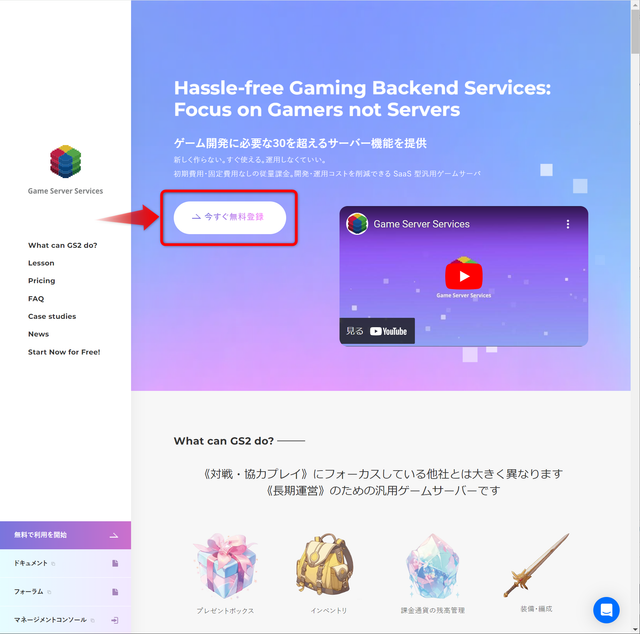 Game Server Services
What can GS2 do?
Lesson
Pricing
FAQ
Case studies
News
Start Now for Free!
無料で利用を開始
ドキュメント
フォーラム
マネージメントコンソール
Hassle-free Gaming Backend Services:
Focus on Gamers not Servers
ゲーム開発に必要な30を超えるサーバー機能を提供
新しく作らない。すぐ使える。運用しなくていい。
初期費用・固定費用なしの従量課金。開発・運用コストを削減できる SaaS 型汎用ゲームサーバ
今すぐ無料登録
Game Server Services
Game Server Services
見る YouTube
What can GS2 do?
《対戦・協力プレイ》にフォーカスしている他社とは大きく異なります
《長期運営》のための汎用ゲームサーバーです
プレゼントボックス
インベントリ
課金通貨の残高管理
装備・編成